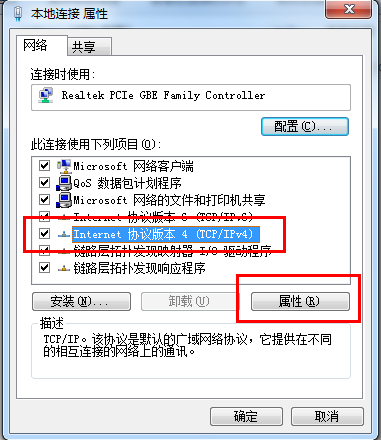 本地连接 属性
网络
共享
连接时使用:
Realtek PCIe GBE Family Controller
配置(C)...
此连接使用下列项目(O):
Microsoft 网络客户端
QoS 数据包计划程序
Microsoft 网络的文件和打印机共享
Internet 协议版本 6 (TCP/IPv6)
Internet 协议版本 4 (TCP/IPv4)
链路层拓扑发现映射器 I/O 驱动程序
链路层拓扑发现响应程序
安装(N)...
卸载(U)
属性(R)
描述
TCP/IP。该协议是默认的广域网络协议，它提供在不同
的相互连接的网络上的通讯。
确定
取消